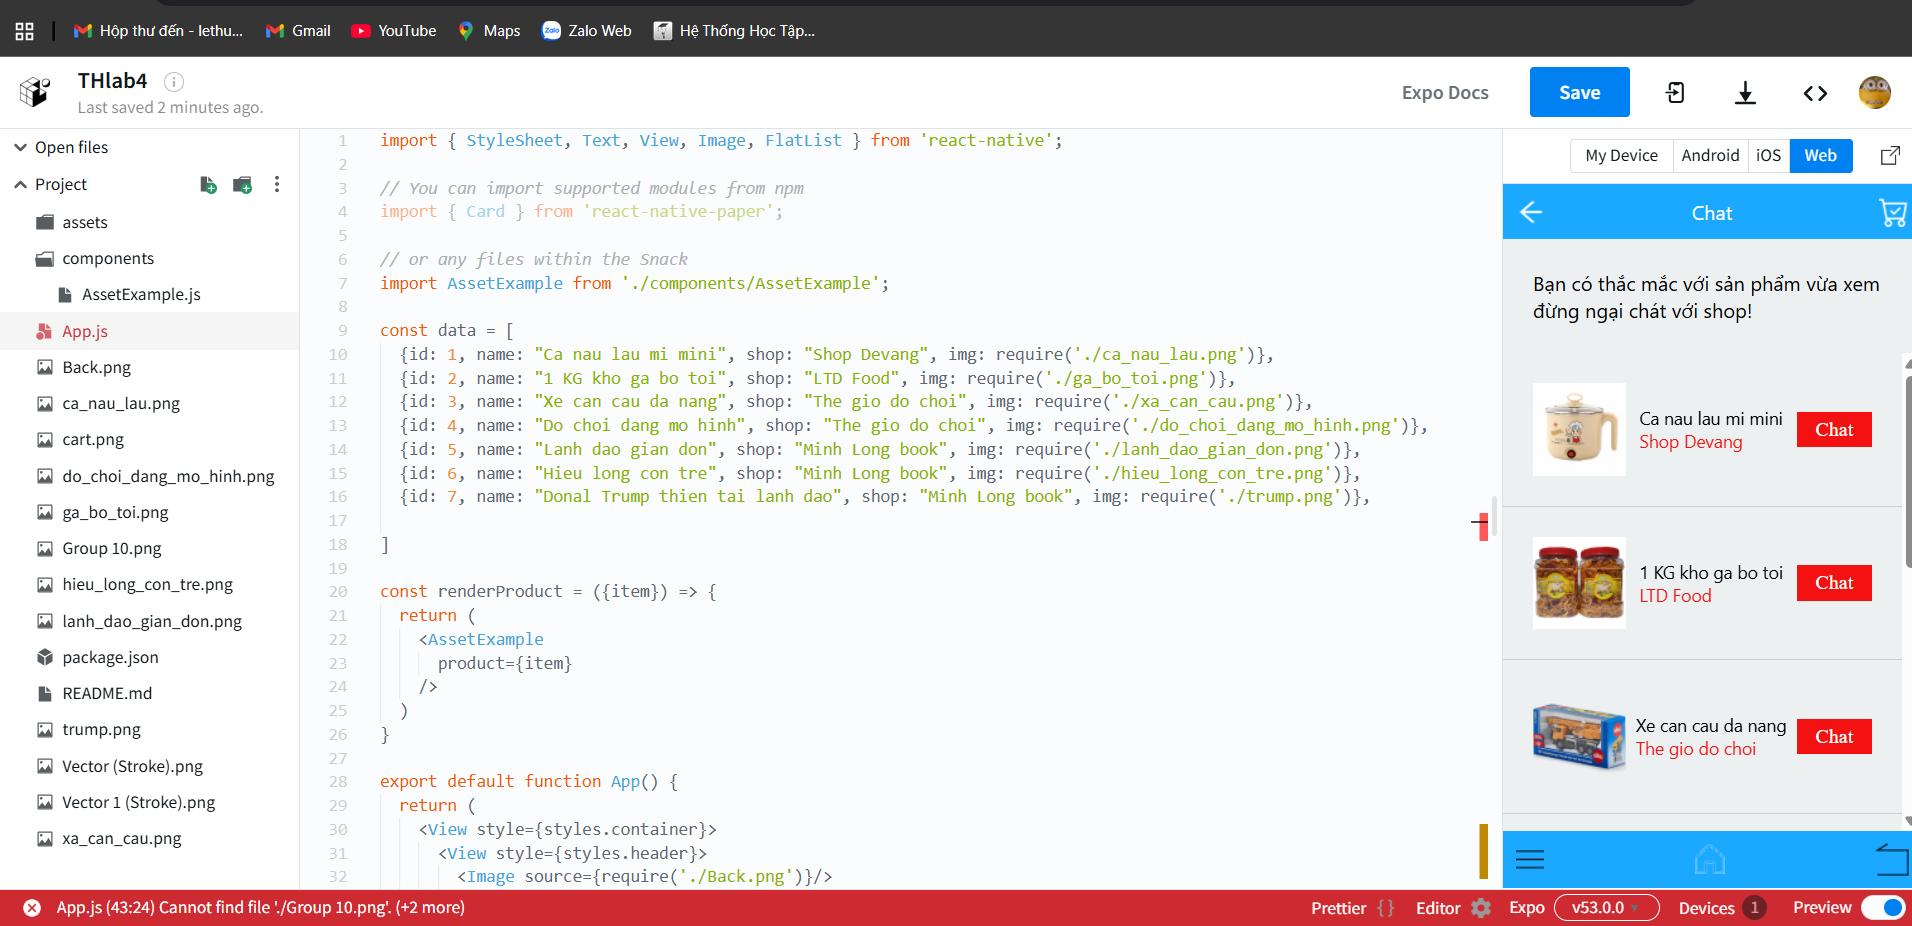 Hộp thư đến - lethu...
Gmail
YouTube
Maps
Zalo Web
Hệ Thống Học Tập...
THlab4
Last saved 2 minutes ago.
Expo Docs
Save
Open files
Project
assets
components
AssetExample.js
App.js
Back.png
ca_nau_lau.png
cart.png
do_choi_dang_mo_hinh.png
ga_bo_toi.png
Group 10.png
hieu_long_con_tre.png
lanh_dao_gian_don.png
package.json
README.md
trump.png
Vector (Stroke).png
Vector 1 (Stroke).png
xa_can_cau.png
1 import { StyleSheet, Text, View, Image, FlatList } from 'react-native';
2
3 // You can import supported modules from npm
4 import { Card } from 'react-native-paper';
5
6 // or any files within the Snack
7 import AssetExample from './components/AssetExample';
8
9 const data = [
10 {id: 1, name: "Ca nau lau mi mini", shop: "Shop Devang", img: require('./ca_nau_lau.png')},
11 {id: 2, name: "1 KG kho ga bo toi", shop: "LTD Food", img: require('./ga_bo_toi.png')},
12 {id: 3, name: "Xe can cau da nang", shop: "The gio do choi", img: require('./xa_can_cau.png')},
13 {id: 4, name: "Do choi dang mo hinh", shop: "The gio do choi", img: require('./do_choi_dang_mo_hinh.png')},
14 {id: 5, name: "Lanh dao gian don", shop: "Minh Long book", img: require('./lanh_dao_gian_don.png')},
15 {id: 6, name: "Hieu long con tre", shop: "Minh Long book", img: require('./hieu_long_con_tre.png')},
16 {id: 7, name: "Donal Trump thien tai lanh dao", shop: "Minh Long book", img: require('./trump.png')},
17
18 ]
19
20 const renderProduct = ({item}) => {
21 return (
22 <AssetExample
23 product={item}
24 />
25 )
26 }
27
28 export default function App() {
29 return (
30 <View style={styles.container}>
31 <View style={styles.header}>
32 <Image source={require('./Back.png')}/>
My Device
Android
iOS
Web
Chat
Bạn có thắc mắc với sản phẩm vừa xem
đừng ngại chát với shop!
Ca nau lau mi mini
Shop Devang
Chat
1 KG kho ga bo toi
LTD Food
Chat
Xe can cau da nang
The gio do choi
Chat
App.js (43:24) Cannot find file './Group 10.png'. (+2 more)
Prettier { }
Editor
Expo
v53.0.0
Devices 1
Preview